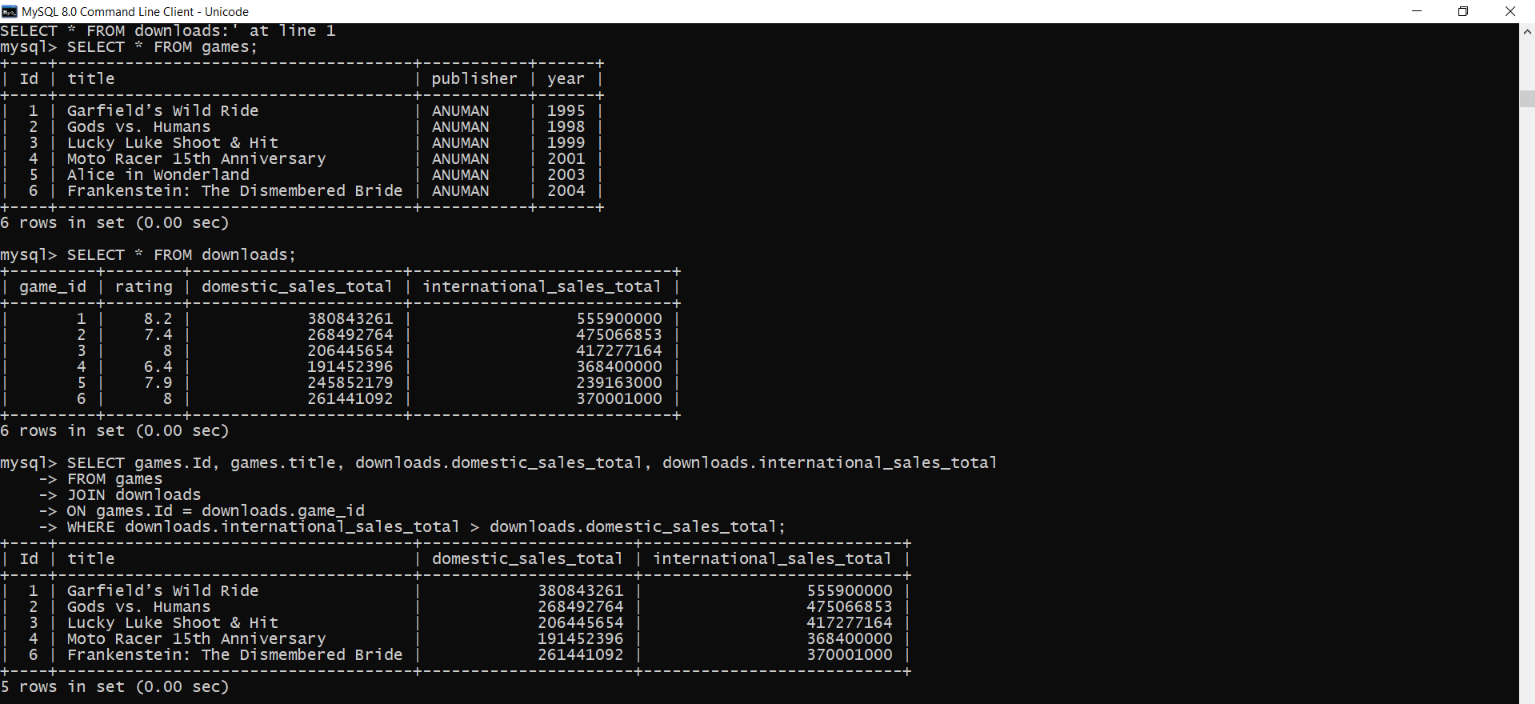 MySQL 8.0 Command Line Client - Unicode
SELECT * FROM downloads:' at line 1
mysql> SELECT * FROM games;
+----+-------------------------------------+-----------+------+
| Id | title                               | publisher | year |
+----+-------------------------------------+-----------+------+
|  1 | Garfield’s Wild Ride                | ANUMAN    | 1995 |
|  2 | Gods vs. Humans                     | ANUMAN    | 1998 |
|  3 | Lucky Luke Shoot & Hit              | ANUMAN    | 1999 |
|  4 | Moto Racer 15th Anniversary         | ANUMAN    | 2001 |
|  5 | Alice in Wonderland                 | ANUMAN    | 2003 |
|  6 | Frankenstein: The Dismembered Bride | ANUMAN    | 2004 |
+----+-------------------------------------+-----------+------+
6 rows in set (0.00 sec)
mysql> SELECT * FROM downloads;
+---------+--------+----------------------+---------------------------+
| game_id | rating | domestic_sales_total | international_sales_total |
+---------+--------+----------------------+---------------------------+
|       1 |    8.2 |            380843261 |                 555900000 |
|       2 |    7.4 |            268492764 |                 475066853 |
|       3 |      8 |            206445654 |                 417277164 |
|       4 |    6.4 |            191452396 |                 368400000 |
|       5 |    7.9 |            245852179 |                 239163000 |
|       6 |      8 |            261441092 |                 370001000 |
+---------+--------+----------------------+---------------------------+
6 rows in set (0.00 sec)
mysql> SELECT games.Id, games.title, downloads.domestic_sales_total, downloads.international_sales_total
    -> FROM games
    -> JOIN downloads
    -> ON games.Id = downloads.game_id
    -> WHERE downloads.international_sales_total > downloads.domestic_sales_total;
+----+-------------------------------------+----------------------+---------------------------+
| Id | title                               | domestic_sales_total | international_sales_total |
+----+-------------------------------------+----------------------+---------------------------+
|  1 | Garfield’s Wild Ride                |            380843261 |                 555900000 |
|  2 | Gods vs. Humans                     |            268492764 |                 475066853 |
|  3 | Lucky Luke Shoot & Hit              |            206445654 |                 417277164 |
|  4 | Moto Racer 15th Anniversary         |            191452396 |                 368400000 |
|  6 | Frankenstein: The Dismembered Bride |            261441092 |                 370001000 |
+----+-------------------------------------+----------------------+---------------------------+
5 rows in set (0.00 sec)